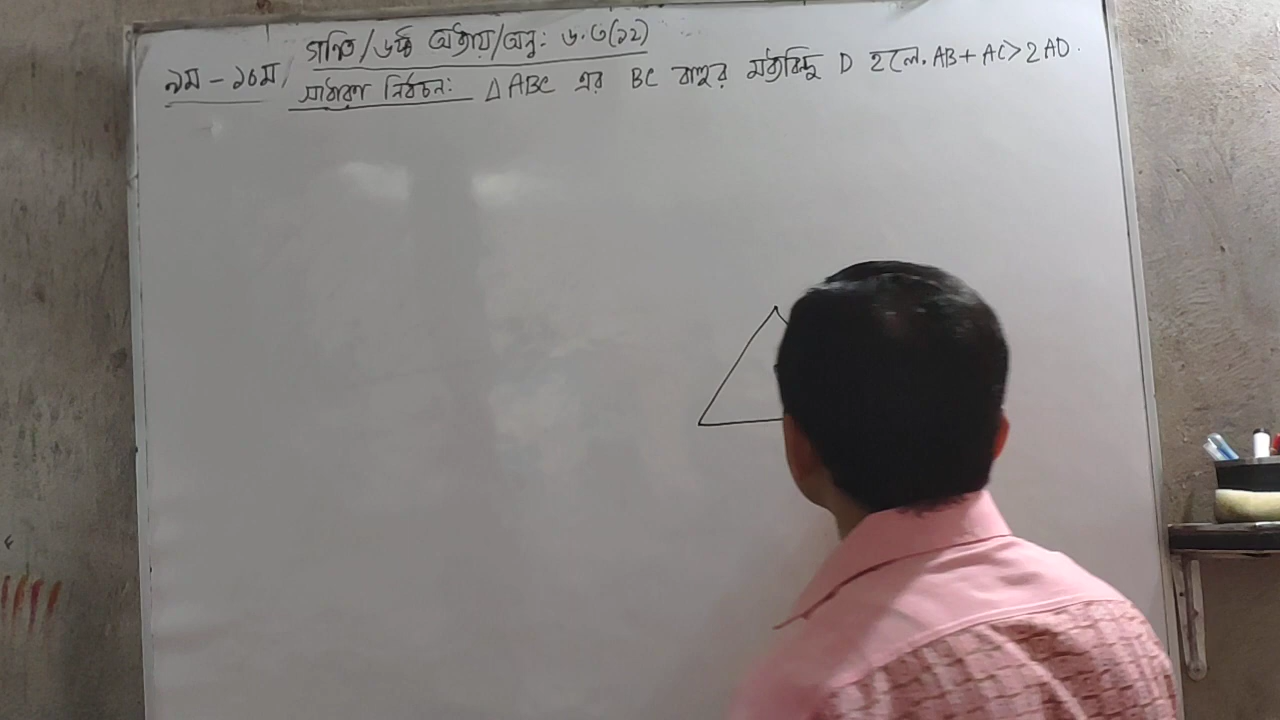 গণিত/৬ষ্ঠ অধ্যায়/অনু: ৬.৩(১২)
৯ম - ১০ম/ সাধারণ নির্বচন: △ABC এর BC বাহুর মধ্যবিন্দু D হলে. AB + AC > 2AD.